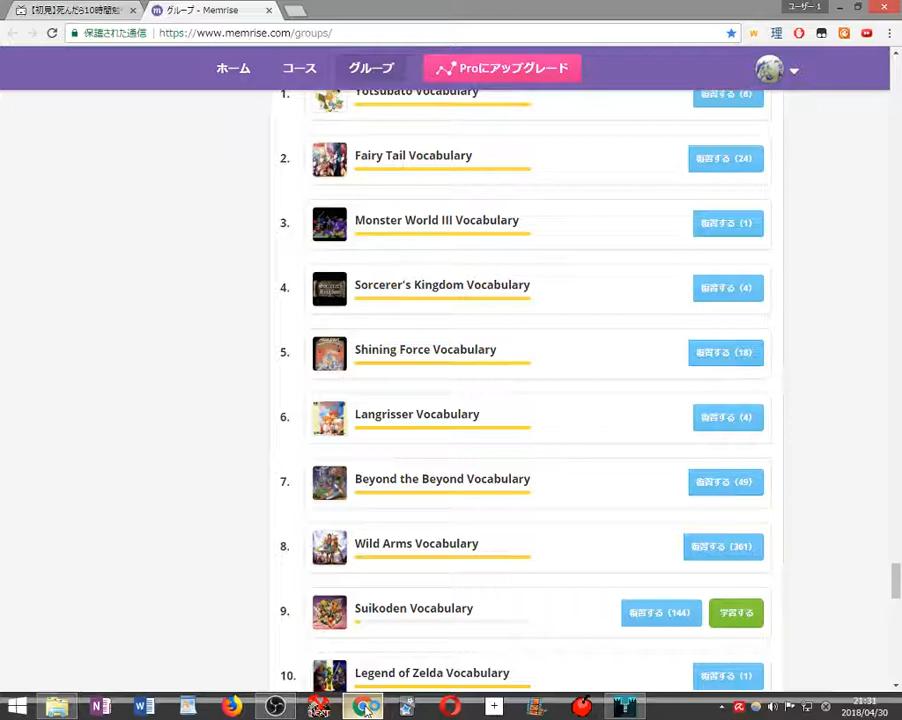 【初見】死んだら10時間勉
グループ - Memrise
ユーザー 1
保護された通信
https://www.memrise.com/groups/
ホーム
コース
グループ
Proにアップグレード
1.
Yotsubato Vocabulary
復習する (6)
2.
Fairy Tail Vocabulary
復習する (24)
3.
Monster World III Vocabulary
復習する (1)
4.
Sorcerer's Kingdom Vocabulary
復習する (4)
5.
Shining Force Vocabulary
復習する (18)
6.
Langrisser Vocabulary
復習する (4)
7.
Beyond the Beyond Vocabulary
復習する (49)
8.
Wild Arms Vocabulary
復習する (361)
9.
Suikoden Vocabulary
復習する (144)
学習する
10.
Legend of Zelda Vocabulary
復習する (1)
21:31
2018/04/30